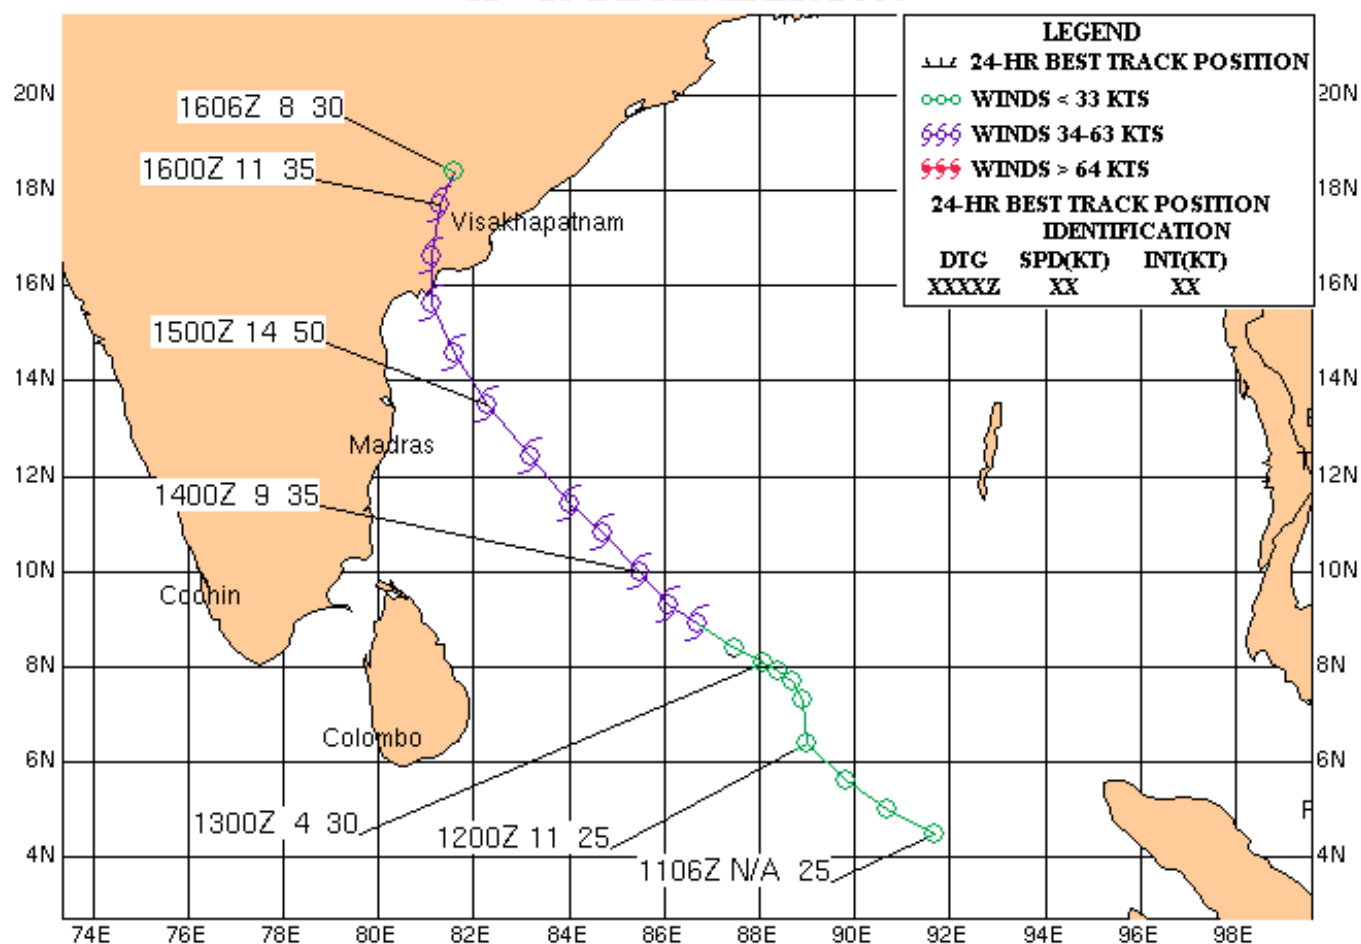 LEGEND
24-HR BEST TRACK POSITION
WINDS < 33 KTS
WINDS 34-63 KTS
WINDS > 64 KTS
24-HR BEST TRACK POSITION
IDENTIFICATION
DTG SPD(KT) INT(KT)
XXXXZ XX XX
20N 20N
1606Z 8 30
1600Z 11 35
18N 18N
Visakhapatnam
16N 16N
1500Z 14 50
14N 14N
Madras
12N 12N
1400Z 9 35
10N 10N
Cochin
8N 8N
Colombo
6N 6N
1300Z 4 30
1200Z 11 25
1106Z N/A 25
4N 4N
74E 76E 78E 80E 82E 84E 86E 88E 90E 92E 94E 96E 98E